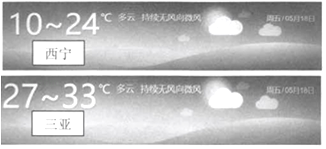 10~24℃ 多云 持续无风向微风 周五/05月18日
西宁
27~33℃ 多云 持续无风向微风 周五/05月18日
三亚